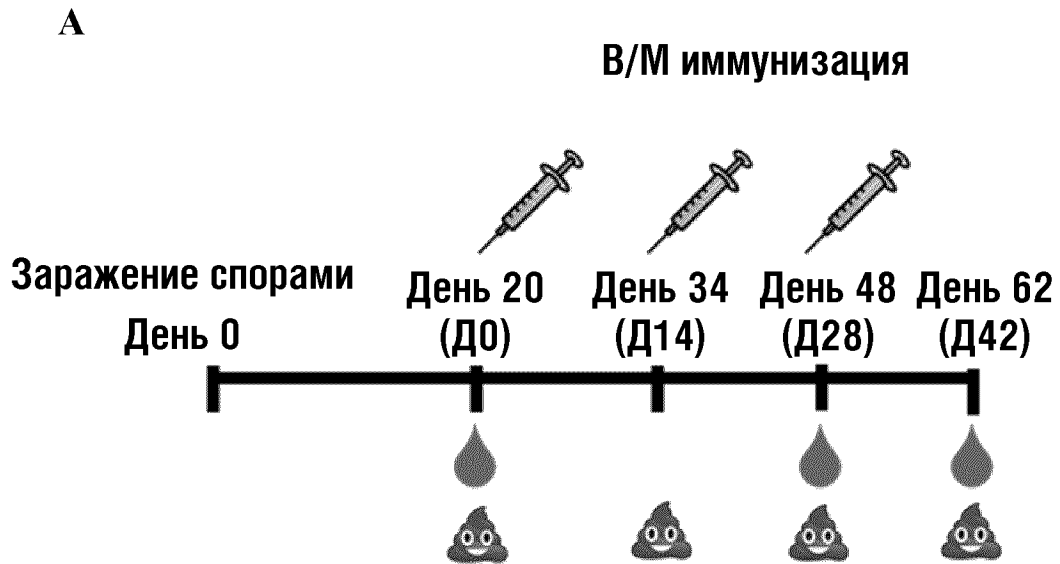 A
В/М иммунизация
Заражение спорами
День 0
День 20
(Д0)
День 34
(Д14)
День 48
(Д28)
День 62
(Д42)